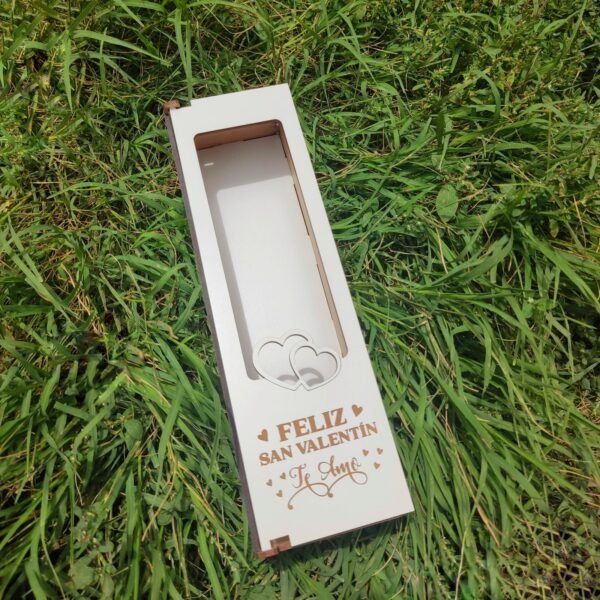 FELIZ
SAN VALENTÍN
Te Amo